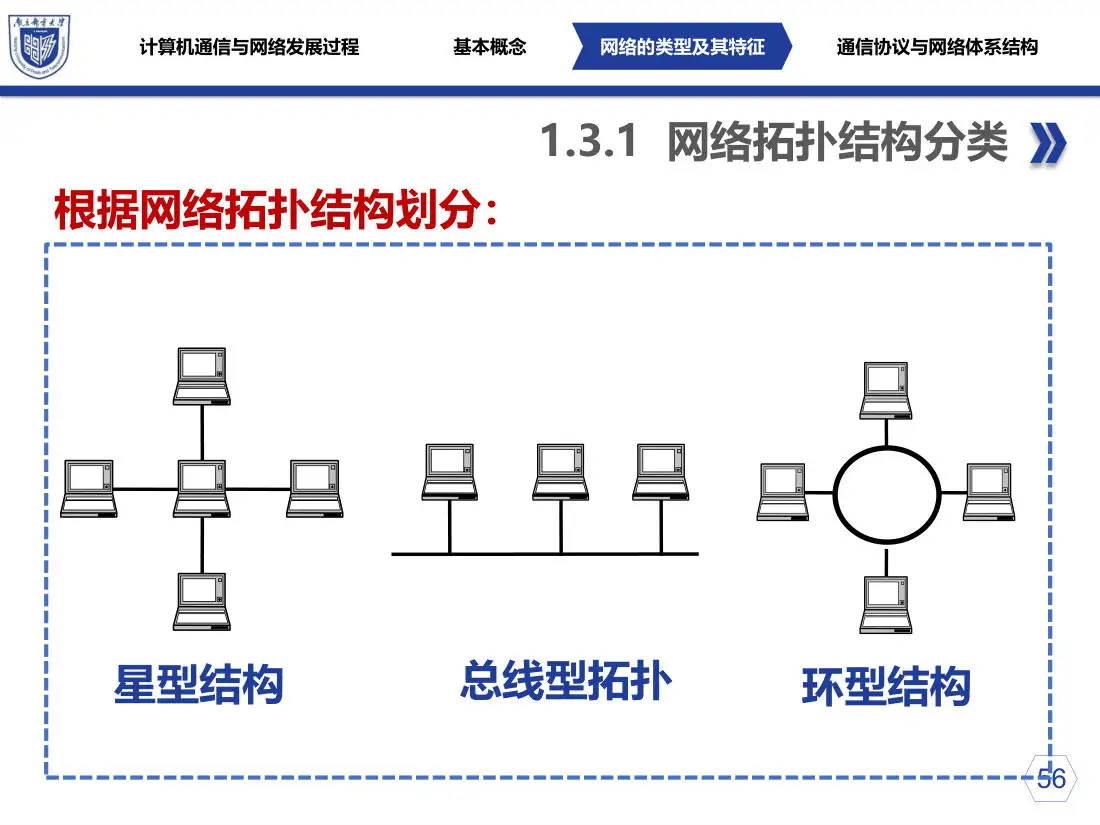 计算机通信与网络发展过程
基本概念
网络的类型及其特征
通信协议与网络体系结构
1.3.1 网络拓扑结构分类
根据网络拓扑结构划分：
星型结构
总线型拓扑
环型结构
56